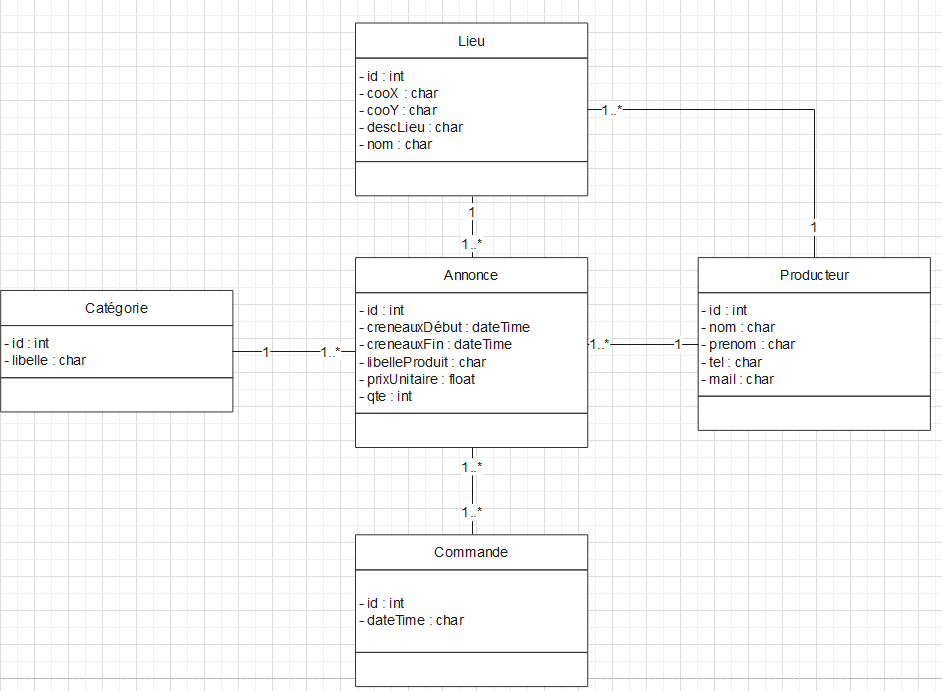 Lieu
- id : int
- cooX : char
- cooY : char
- descLieu : char
- nom : char
1..*
1
1
1..*
Annonce
- id : int
- creneauxDébut : dateTime
- creneauxFin : dateTime
- libelleProduit : char
- prixUnitaire : float
- qte : int
Producteur
- id : int
- nom : char
- prenom : char
- tel : char
- mail : char
Catégorie
- id : int
- libelle : char
1
1..*
1..*
1
1..*
1..*
Commande
- id : int
- dateTime : char